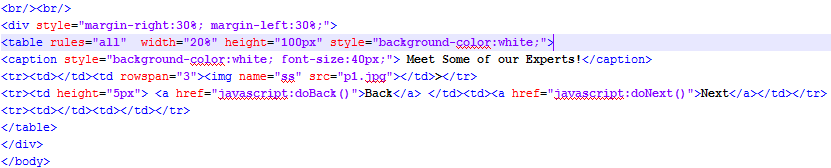 <br/><br/>
<div style="margin-right:30%; margin-left:30%;">
<table rules="all"  width="20%" height="100px" style="background-color:white;">
<caption style="background-color:white; font-size:40px;"> Meet Some of our Experts!</caption>
<tr><td></td><td rowspan="3"><img name="ss" src="p1.jpg"></td>></tr>
<tr><td height="5px"> <a href="javascript:doBack()">Back</a> </td><td><a href="javascript:doNext()">Next</a></td></tr>
<tr><td></td><td></td></tr>
</table>
</div>
</body>